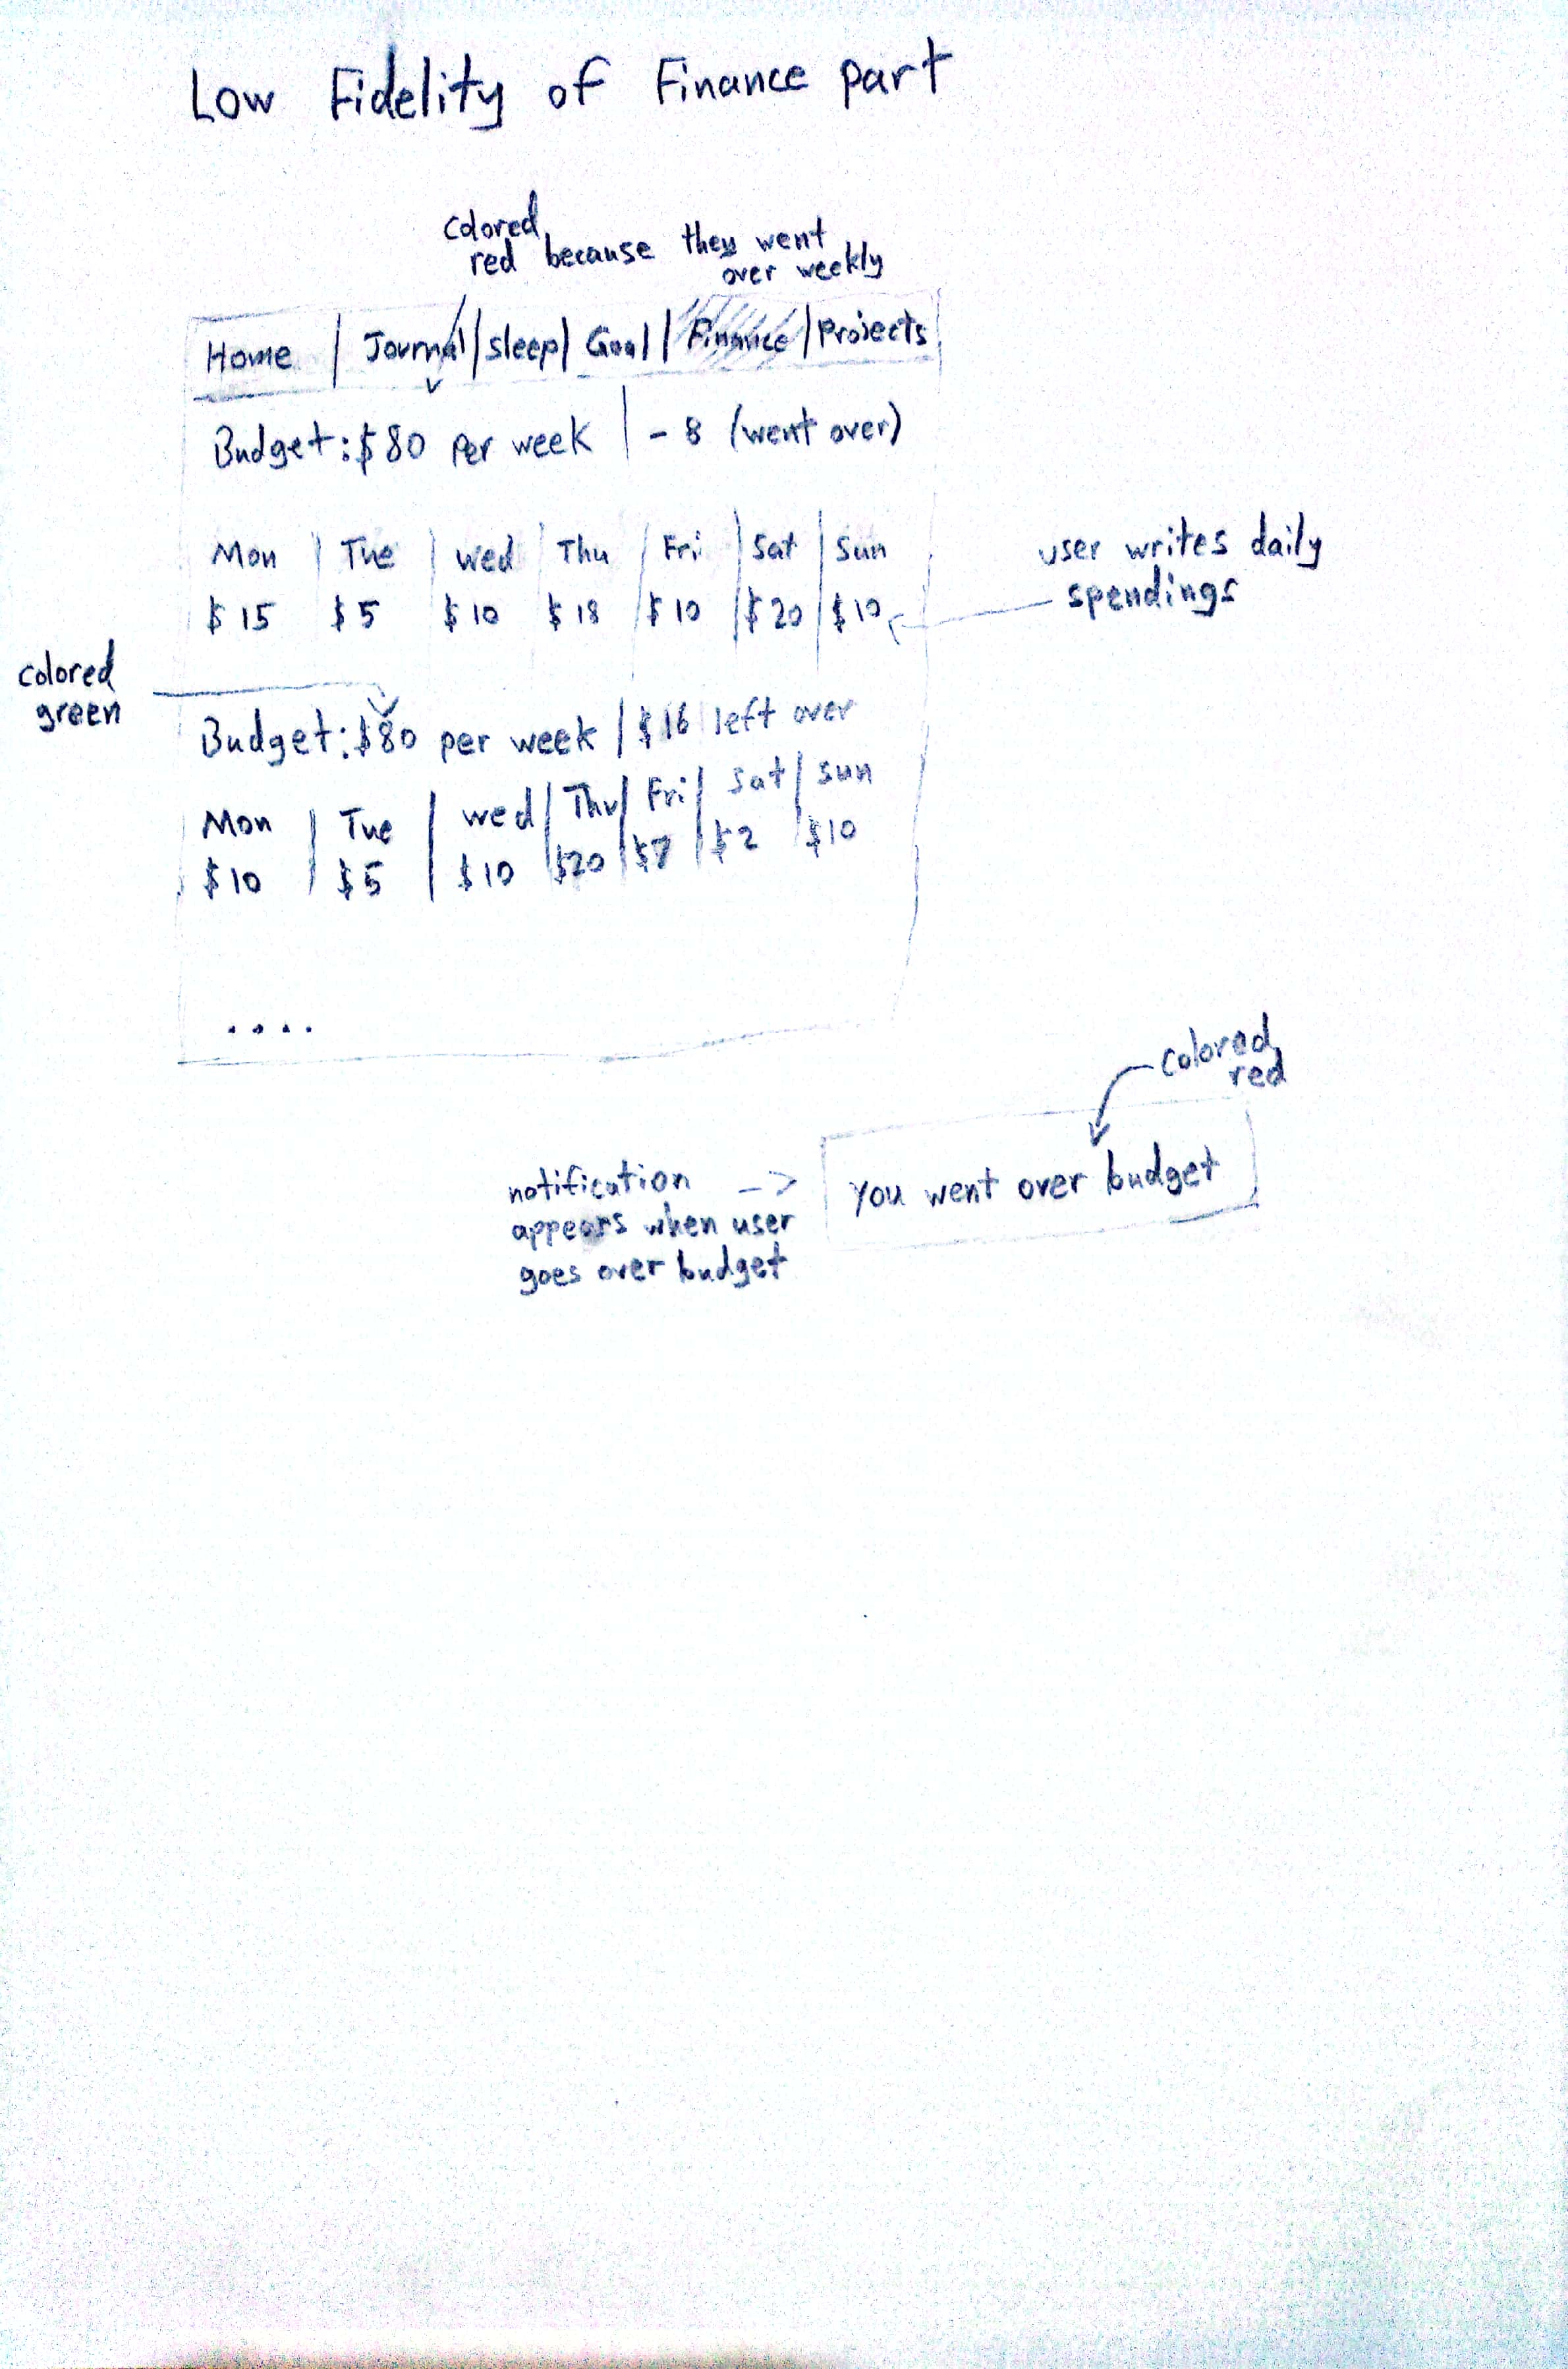 Low Fidelity of Finance part
colored
red because they went
over weekly
Home | Journal | sleep | Goal | Finance | Projects
Budget: $80 per week | - 8 (went over)
Mon | Tue | wed | Thu | Fri | Sat | Sun
$15 $5 $10 $18 $10 $20 $10
user writes daily
spendings
colored
green
Budget: $80 per week | $16 left over
Mon | Tue | wed | Thu | Fri | Sat | sun
$10 | $5 | $10 $20 $7 $2 $10
....
colored
red
notification -->
appears when user
goes over budget
you went over budget